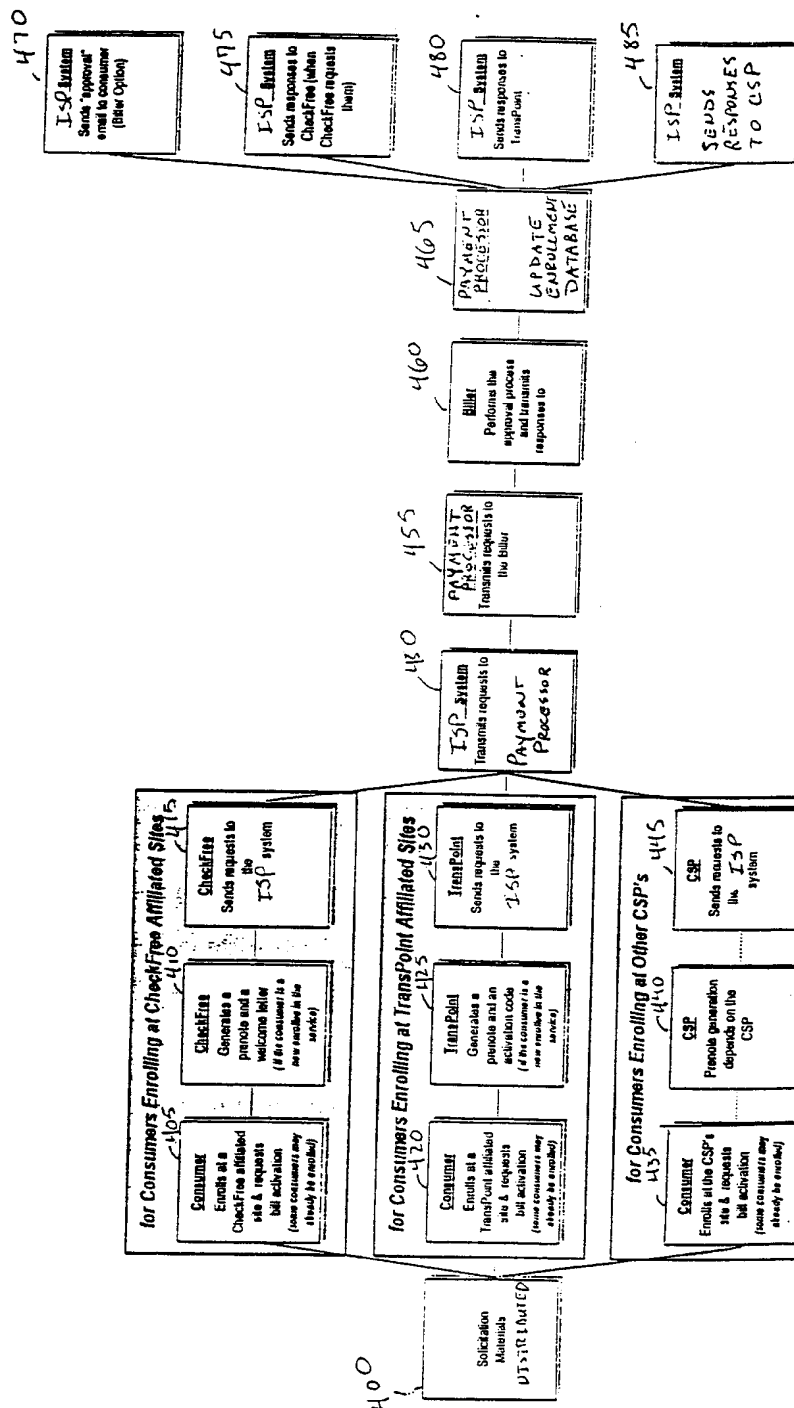 400
Solicitation
Materials
DISTRIBUTED
for Consumers Enrolling at CheckFree Affiliated Sites
405
Consumer
Enrolls at a
CheckFree affiliated
site & requests
bill activation
(some consumers may
already be enrolled)
410
CheckFree
Generates a
prenote and a
welcome letter
(if the consumer is a
new enrollee in the
service)
415
CheckFree
Sends requests to
the
ISP system
for Consumers Enrolling at TransPoint Affiliated Sites
420
Consumer
Enrolls at a
TransPoint affiliated
site & requests
bill activation
(some consumers may
already be enrolled)
425
TransPoint
Generates a
prenote and an
activation code
(if the consumer is a
new enrollee in the
service)
430
TransPoint
Sends requests to
the
ISP system
for Consumers Enrolling at Other CSP's
435
Consumer
Enrolls at the CSP's
site & requests
bill activation
(some consumers may
already be enrolled)
440
CSP
Prenote generation
depends on the
CSP
445
CSP
Sends requests to
the ISP
system
450
ISP System
Transmits requests to
PAYMENT
PROCESSOR
455
PAYMENT
PROCESSOR
Transmits requests to
the Biller
460
Biller
Performs the
approval process
and transmits
responses to
465
PAYMENT
PROCESSOR
UPDATE
ENROLLMENT
DATABASE
470
ISP System
Sends "approval"
email to consumer
(Biller Option)
475
ISP System
Sends responses to
CheckFree (when
CheckFree requests
them)
480
ISP System
Sends responses to
TransPoint
485
ISP System
SENDS
RESPONSES
TO CSP